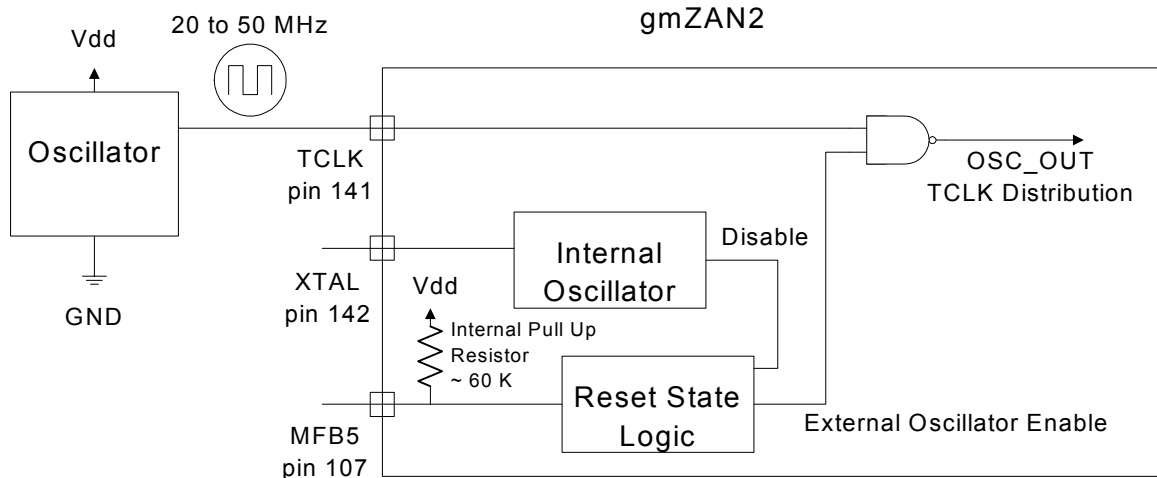 gmZAN2
20 to 50 MHz
Vdd
Oscillator
GND
TCLK
pin 141
OSC_OUT
TCLK Distribution
XTAL
pin 142
Internal
Oscillator
Disable
Vdd
Internal Pull Up
Resistor
~ 60 K
MFB5
pin 107
Reset State
Logic
External Oscillator Enable